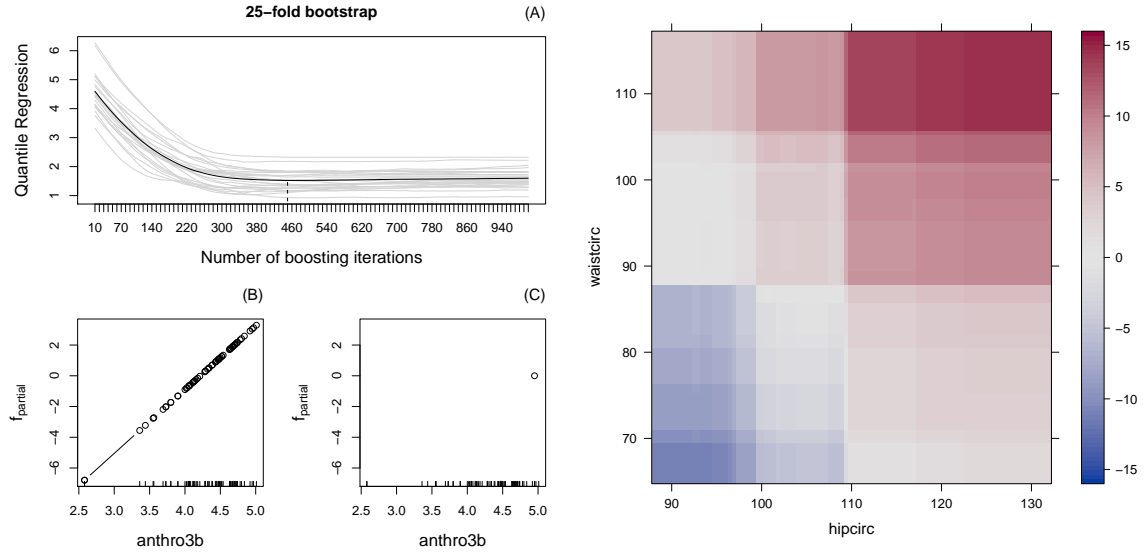 25−fold bootstrap
(A)
Quantile Regression
6
5
4
3
2
1
10 70 140 220 300 380 460 540 620 700 780 860 940
Number of boosting iterations
(B)
f partial
2
0
−2
−4
−6
2.5 3.0 3.5 4.0 4.5 5.0
anthro3b
(C)
f partial
2
0
−2
−4
−6
2.5 3.0 3.5 4.0 4.5 5.0
anthro3b
waistcirc
110
100
90
80
70
90 100 110 120 130
hipcirc
15
10
5
0
−5
−10
−15